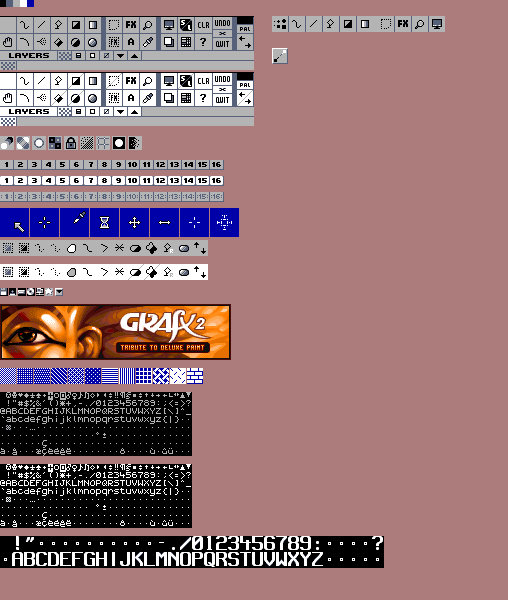 FX CLR UNDO
PAL
A ? QUIT
LAYERS
FX CLR UNDO
PAL
A ? QUIT
LAYERS
FX
1 2 3 4 5 6 7 8 9 10 11 12 13 14 15 16
1 2 3 4 5 6 7 8 9 10 11 12 13 14 15 16
1 2 3 4 5 6 7 8 9 10 11 12 13 14 15 16
GRAFX2
TRIBUTE TO DELUXE PAINT
!"#$%&'()*+,-./0123456789:;<=>?
@ABCDEFGHIJKLMNOPQRSTUVWXYZ[\]^_
`abcdefghijklmnopqrstuvwxyz{|}
!"#$%&'()*+,-./0123456789:;<=>?
@ABCDEFGHIJKLMNOPQRSTUVWXYZ[\]^_
`abcdefghijklmnopqrstuvwxyz{|}
!" - ./0123456789: ?
ABCDEFGHIJKLMNOPQRSTUVWXYZ